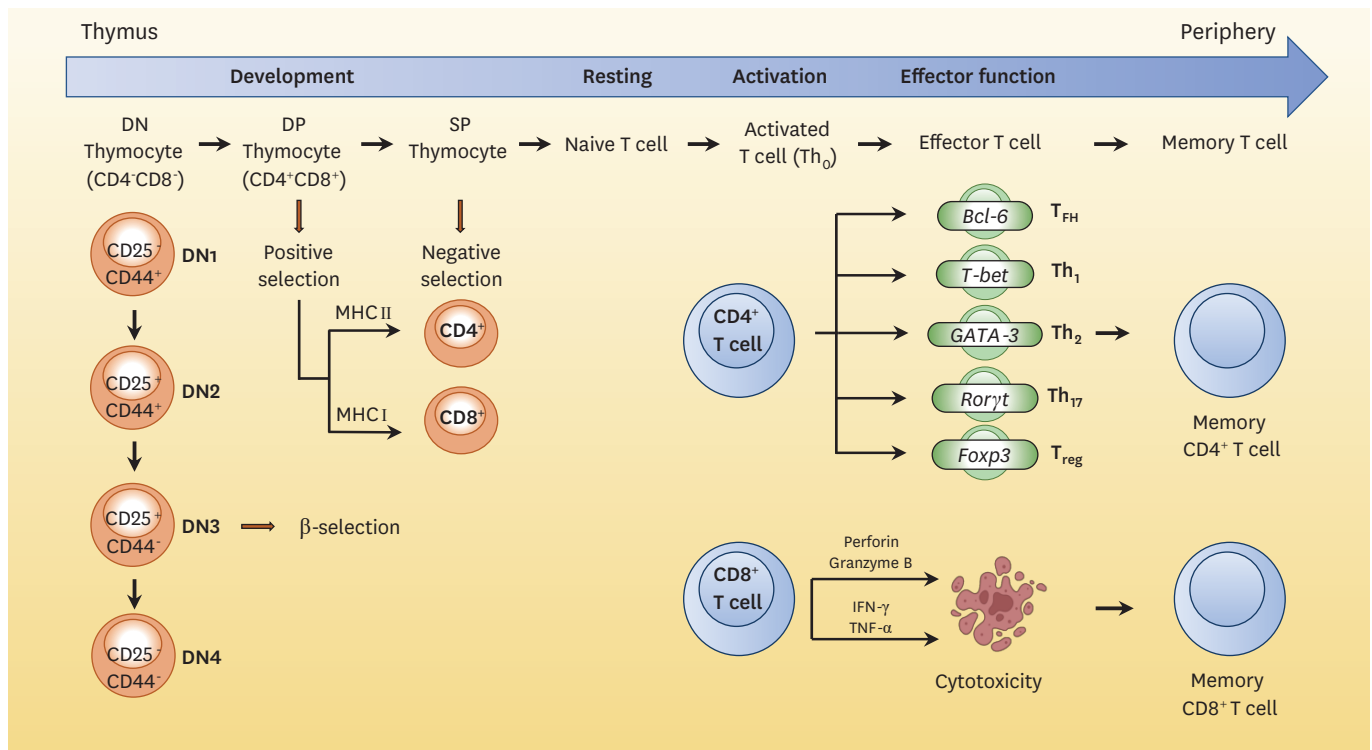 Thymus
Periphery
Development
Resting
Activation
Effector function
DN
Thymocyte
(CD4⁻CD8⁻)
DP
Thymocyte
(CD4⁺CD8⁺)
SP
Thymocyte
Naive T cell
Activated
T cell (Th₀)
Effector T cell
Memory T cell
CD25⁻
CD44⁺
DN1
CD25⁺
CD44⁺
DN2
CD25⁺
CD44⁻
DN3
β-selection
CD25⁻
CD44⁻
DN4
Positive
selection
MHC II
MHC I
Negative
selection
CD4⁺
CD8⁺
CD4⁺
T cell
Bcl-6
T_FH
T-bet
Th₁
GATA-3
Th₂
Rorγt
Th₁₇
Foxp3
T_reg
Memory
CD4⁺ T cell
CD8⁺
T cell
Perforin
Granzyme B
IFN-γ
TNF-α
Cytotoxicity
Memory
CD8⁺ T cell